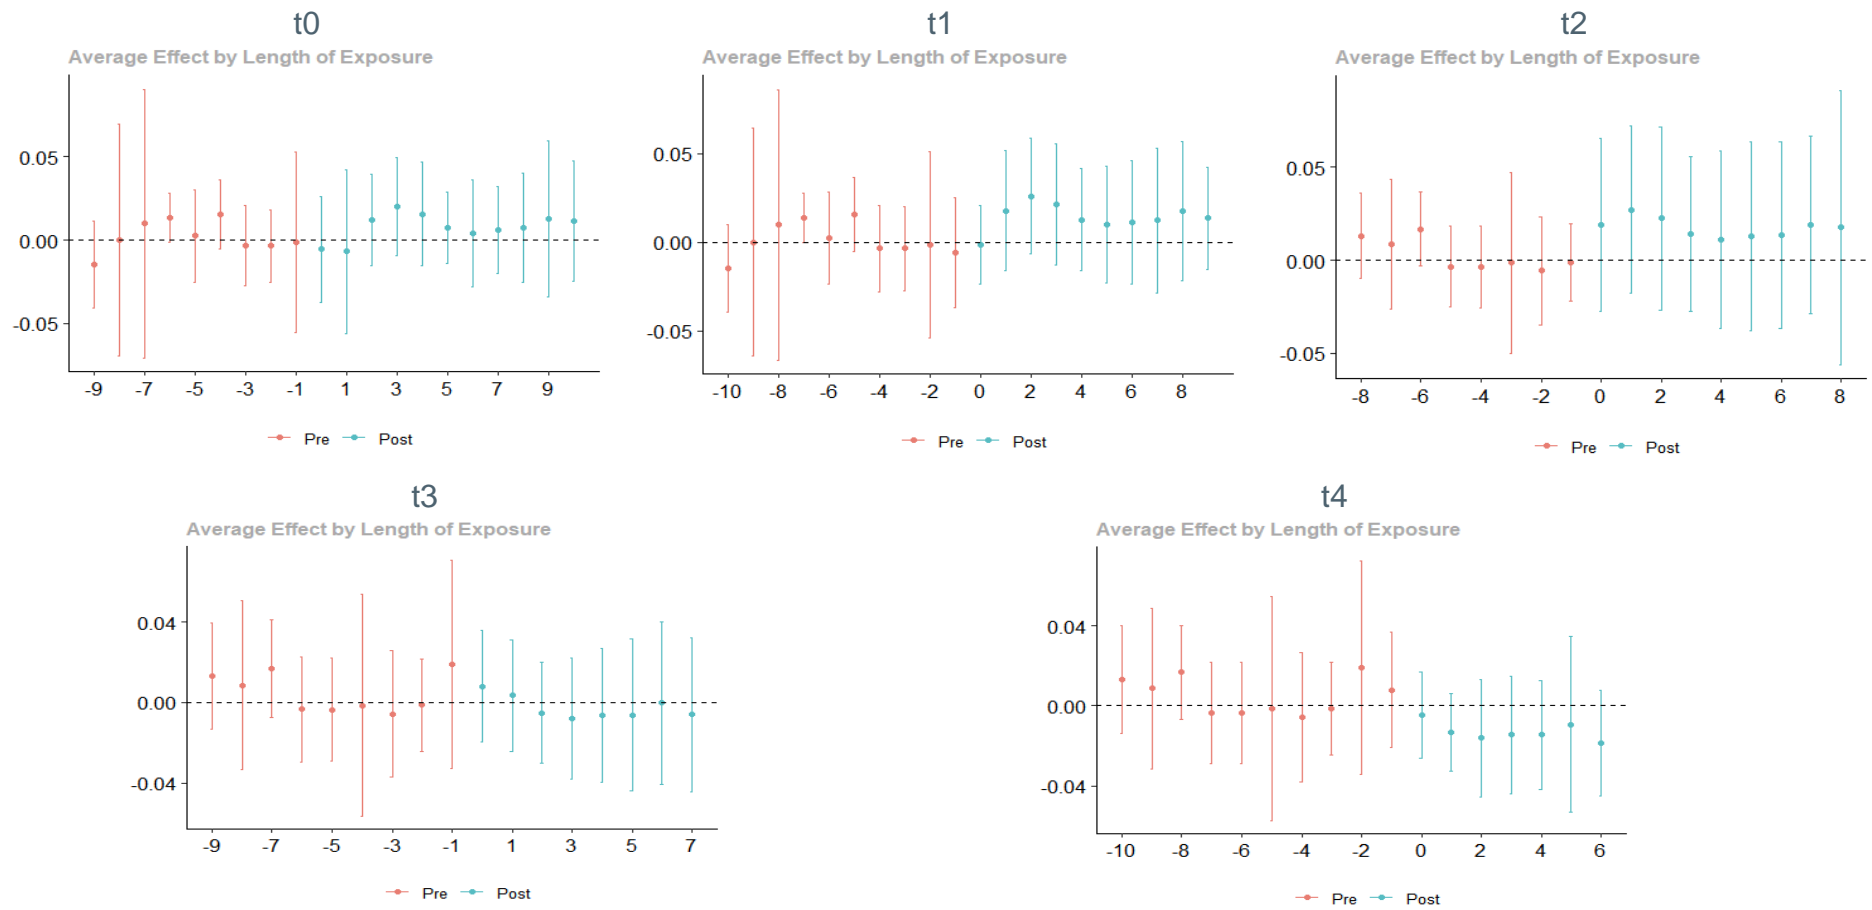 t0
Average Effect by Length of Exposure
0.05
0.00
-0.05
-9 -7 -5 -3 -1 1 3 5 7 9
Pre Post
t1
Average Effect by Length of Exposure
0.05
0.00
-0.05
-10 -8 -6 -4 -2 0 2 4 6 8
Pre Post
t2
Average Effect by Length of Exposure
0.05
0.00
-0.05
-8 -6 -4 -2 0 2 4 6 8
Pre Post
t3
Average Effect by Length of Exposure
0.04
0.00
-0.04
-9 -7 -5 -3 -1 1 3 5 7
Pre Post
t4
Average Effect by Length of Exposure
0.04
0.00
-0.04
-10 -8 -6 -4 -2 0 2 4 6
Pre Post